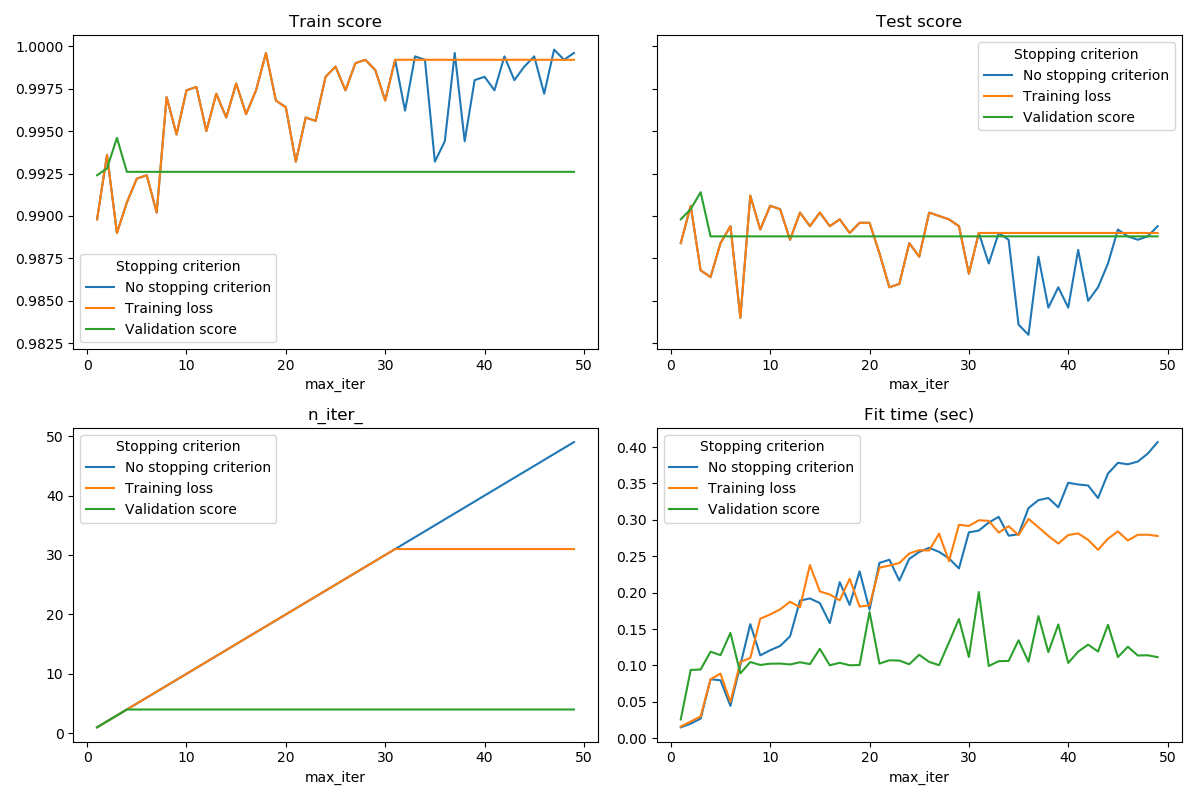 Train score
1.0000
0.9975
0.9950
0.9925
0.9900
0.9875
0.9850
0.9825
Stopping criterion
No stopping criterion
Training loss
Validation score
0 10 20 30 40 50
max_iter
Test score
Stopping criterion
No stopping criterion
Training loss
Validation score
0 10 20 30 40 50
max_iter
n_iter_
50
40
30
20
10
0
Stopping criterion
No stopping criterion
Training loss
Validation score
0 10 20 30 40 50
max_iter
Fit time (sec)
0.40
0.35
0.30
0.25
0.20
0.15
0.10
0.05
0.00
Stopping criterion
No stopping criterion
Training loss
Validation score
0 10 20 30 40 50
max_iter